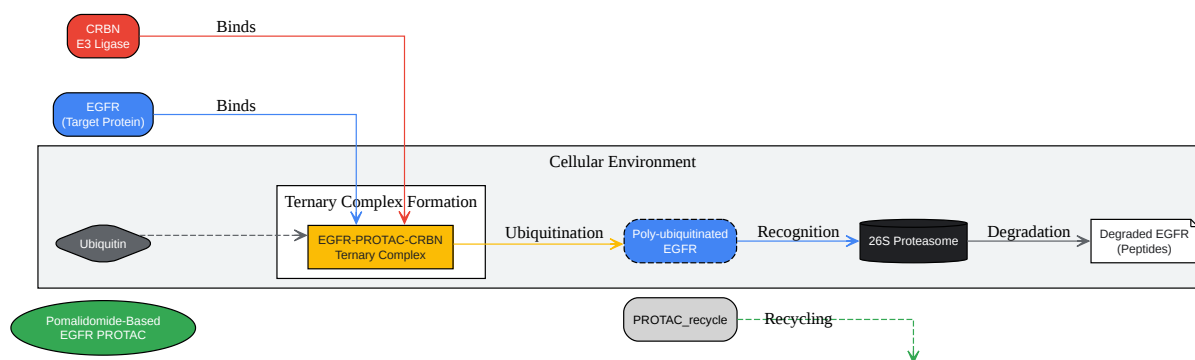 CRBN
E3 Ligase
Binds
EGFR
(Target Protein)
Binds
Cellular Environment
Ternary Complex Formation
Ubiquitin
EGFR-PROTAC-CRBN
Ternary Complex
Ubiquitination
Poly-ubiquitinated
EGFR
Recognition
26S Proteasome
Degradation
Degraded EGFR
(Peptides)
Pomalidomide-Based
EGFR PROTAC
PROTAC_recycle
Recycling